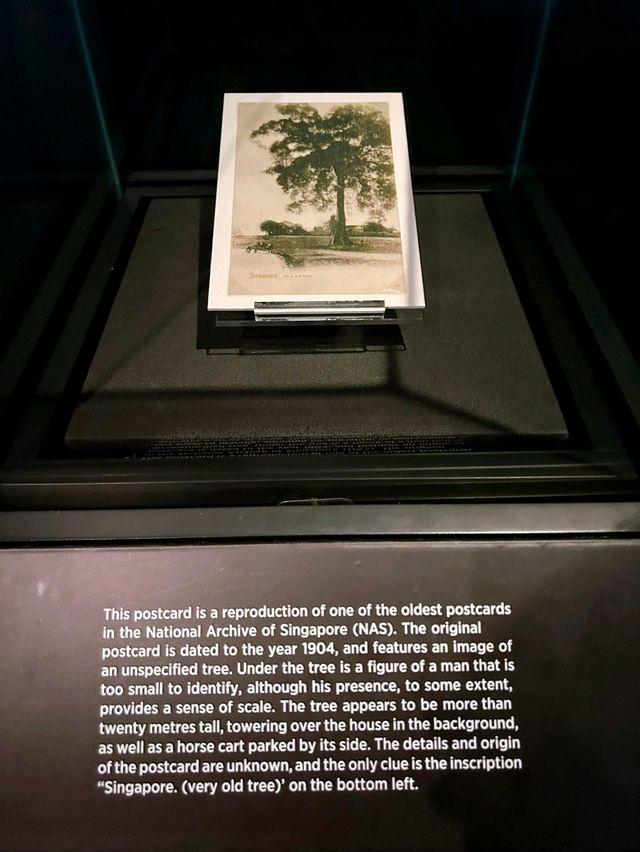 Singapore.
This postcard is a reproduction of one of the oldest postcards
in the National Archive of Singapore (NAS). The original
postcard is dated to the year 1904, and features an image of
an unspecified tree. Under the tree is a figure of a man that is
too small to identify, although his presence, to some extent,
provides a sense of scale. The tree appears to be more than
twenty metres tall, towering over the house in the background,
as well as a horse cart parked by its side. The details and origin
of the postcard are unknown, and the only clue is the inscription
“Singapore. (very old tree)’ on the bottom left.